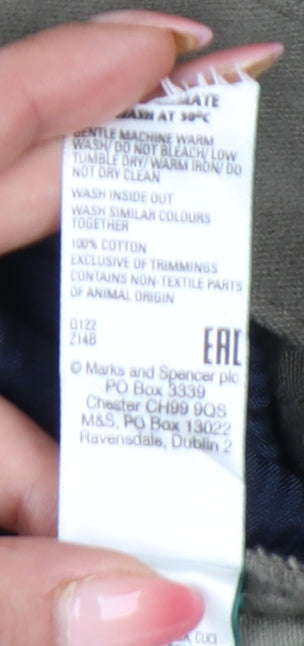 WASH AT 30°C
GENTLE MACHINE WARM
WASH/ DO NOT BLEACH/ LOW
TUMBLE DRY/ WARM IRON/ DO
NOT DRY CLEAN
WASH INSIDE OUT
WASH SIMILAR COLOURS
TOGETHER
100% COTTON
EXCLUSIVE OF TRIMMINGS
CONTAINS NON-TEXTILE PARTS
OF ANIMAL ORIGIN
Q122
Z14B
EAC
© Marks and Spencer plc
PO Box 3339
Chester CH99 9QS
M&S, PO Box 13022
Ravensdale, Dublin 2